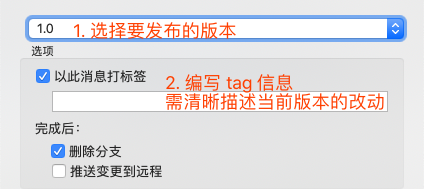 1.0
1. 选择要发布的版本
选项
以此消息打标签
2. 编写 tag 信息
需清晰描述当前版本的改动
完成后：
删除分支
推送变更到远程